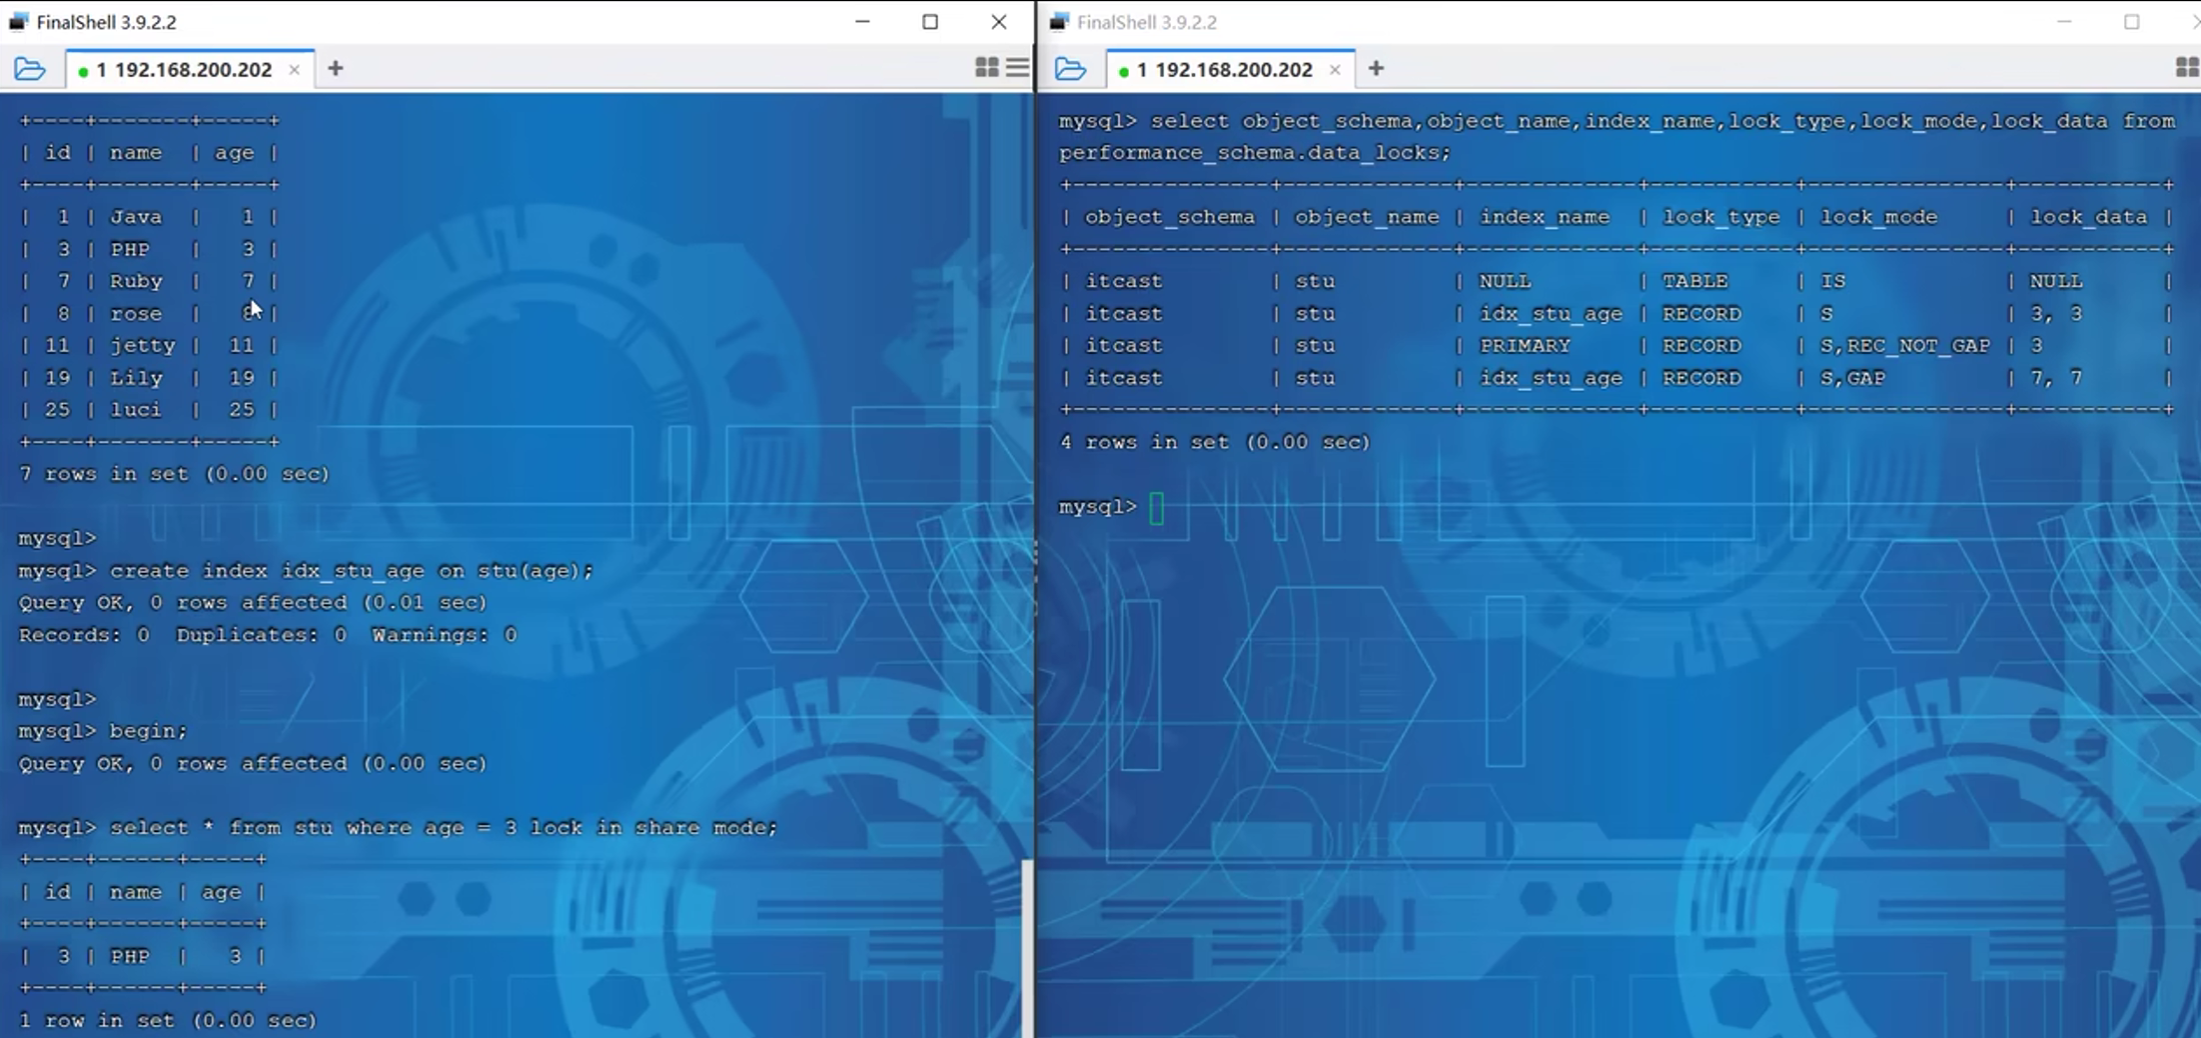 FinalShell 3.9.2.2
1 192.168.200.202
+----+-------+-----+
| id | name  | age |
+----+-------+-----+
|  1 | Java  |   1 |
|  3 | PHP   |   3 |
|  7 | Ruby  |   7 |
|  8 | rose  |   8 |
| 11 | jetty |  11 |
| 19 | Lily  |  19 |
| 25 | luci  |  25 |
+----+-------+-----+
7 rows in set (0.00 sec)
mysql>
mysql> create index idx_stu_age on stu(age);
Query OK, 0 rows affected (0.01 sec)
Records: 0  Duplicates: 0  Warnings: 0
mysql>
mysql> begin;
Query OK, 0 rows affected (0.00 sec)
mysql> select * from stu where age = 3 lock in share mode;
+----+------+-----+
| id | name | age |
+----+------+-----+
|  3 | PHP  |   3 |
+----+------+-----+
1 row in set (0.00 sec)
FinalShell 3.9.2.2
1 192.168.200.202
mysql> select object_schema,object_name,index_name,lock_type,lock_mode,lock_data from
performance_schema.data_locks;
+---------------+-------------+-------------+-----------+---------------+-----------+
| object_schema | object_name | index_name  | lock_type | lock_mode     | lock_data |
+---------------+-------------+-------------+-----------+---------------+-----------+
| itcast        | stu         | NULL        | TABLE     | IS            | NULL      |
| itcast        | stu         | idx_stu_age | RECORD    | S             | 3, 3      |
| itcast        | stu         | PRIMARY     | RECORD    | S,REC_NOT_GAP | 3         |
| itcast        | stu         | idx_stu_age | RECORD    | S,GAP         | 7, 7      |
+---------------+-------------+-------------+-----------+---------------+-----------+
4 rows in set (0.00 sec)
mysql>